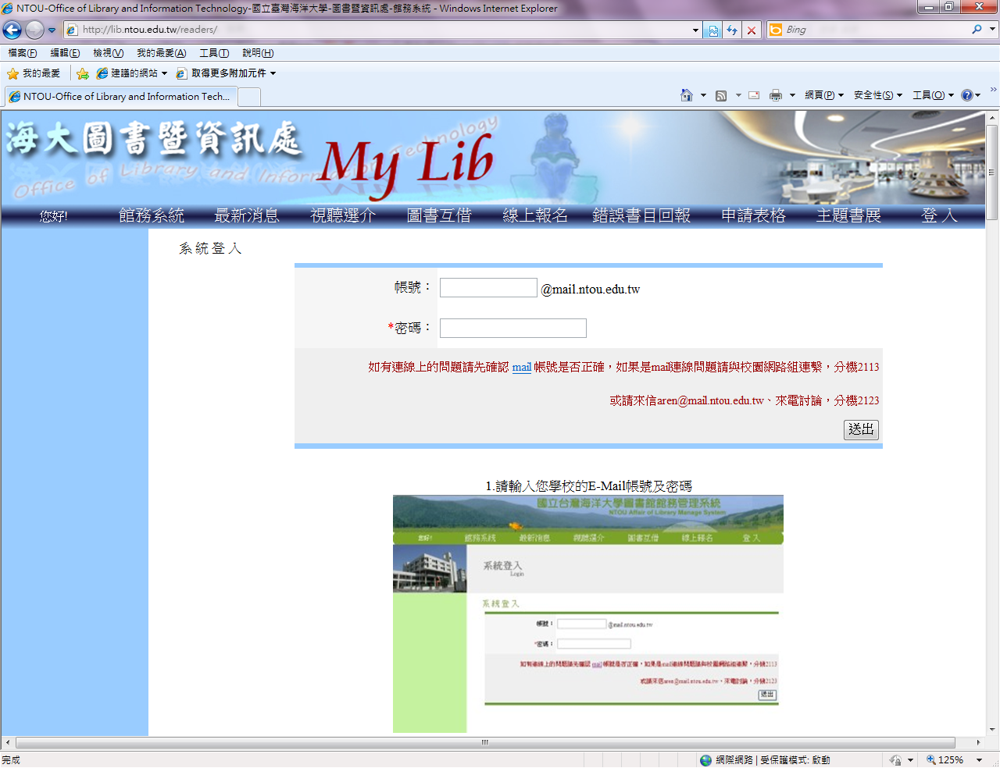 NTOU-Office of Library and Information Technology-國立臺灣海洋大學-圖書暨資訊處-館務系統 - Windows Internet Explorer
http://lib.ntou.edu.tw/readers/
Bing
檔案(F) 編輯(E) 檢視(V) 我的最愛(A) 工具(T) 說明(H)
我的最愛 建議的網站 取得更多附加元件
NTOU-Office of Library and Information Tech...
網頁(P) 安全性(S) 工具(O)
海大圖書暨資訊處
Office of Library and Information Technology
My Lib
您好! 館務系統 最新消息 視聽選介 圖書互借 線上報名 錯誤書目回報 申請表格 主題書展 登 入
系 統 登 入
帳號： @mail.ntou.edu.tw
*密碼：
如有連線上的問題請先確認 mail 帳號是否正確，如果是mail連線問題請與校園網路組連繫，分機2113
或請來信aren@mail.ntou.edu.tw、來電討論，分機2123
送出
1.請輸入您學校的E-Mail帳號及密碼
國立台灣海洋大學圖書館館務管理系統
NTOU Affair of Library Manage System
您好! 館務系統 最新消息 視聽選介 圖書互借 線上報名 登 入
系統登入
Login
系 統 登 入
帳號： @mail.ntou.edu.tw
*密碼：
如有連線上的問題請先確認 mail 帳號是否正確，如果是mail連線問題請與校園網路組連繫，分機2113
或請來信aren@mail.ntou.edu.tw、來電討論，分機2123
送出
完成
網際網路 | 受保護模式: 啟動
125%